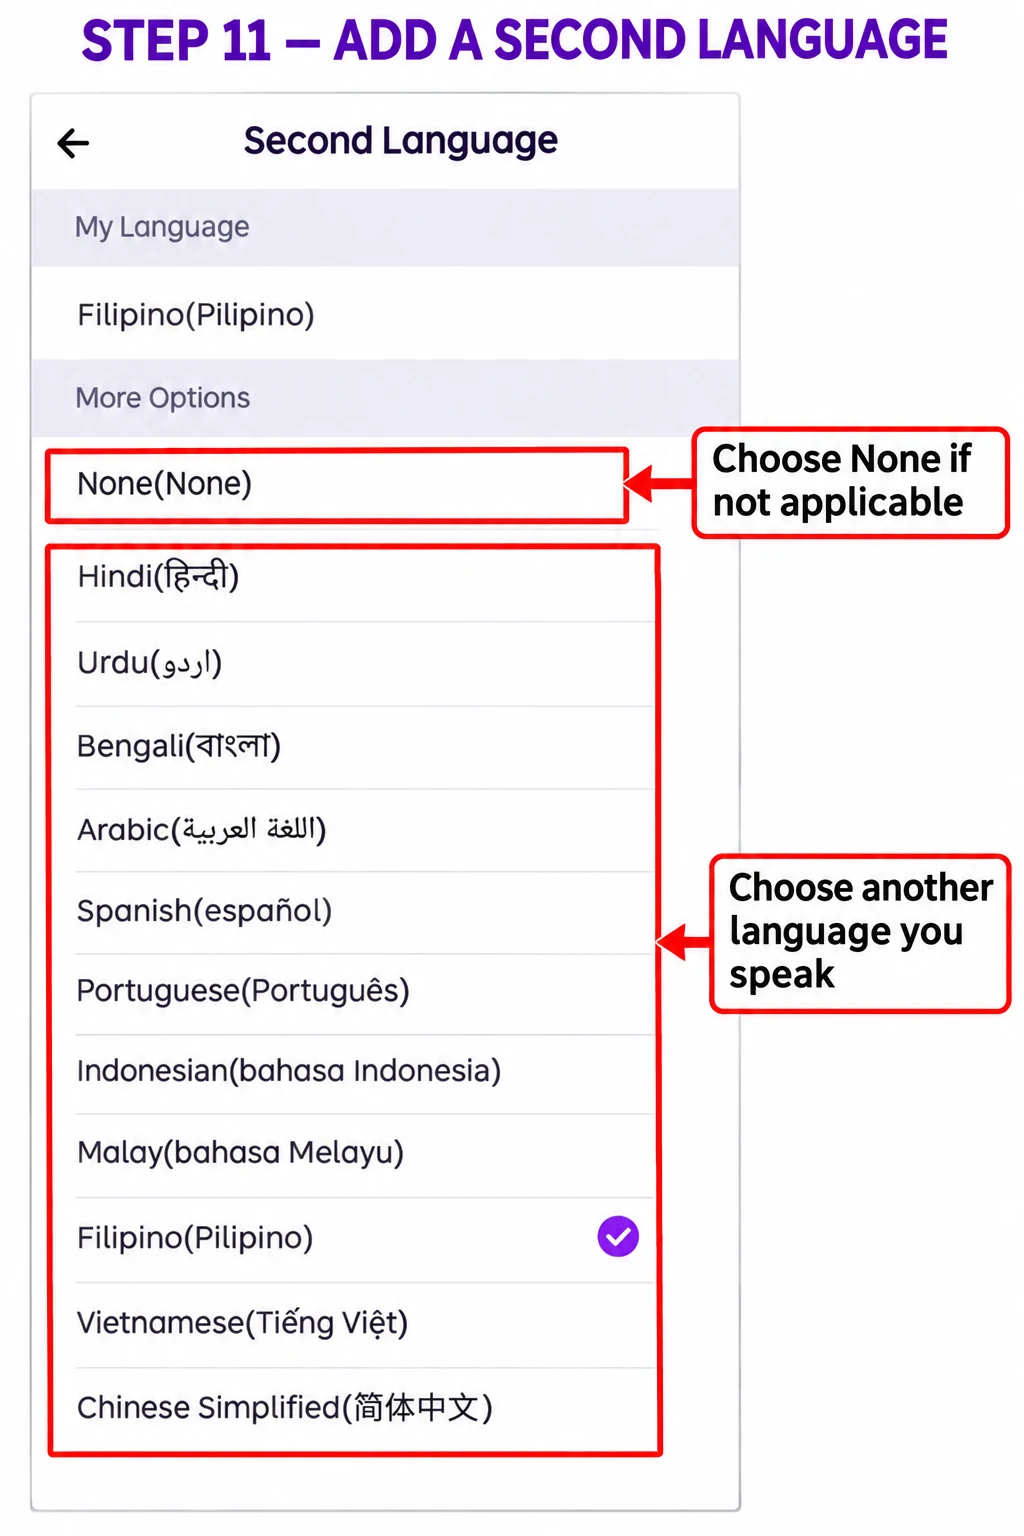 STEP 11 – ADD A SECOND LANGUAGE
Second Language
My Language
Filipino(Pilipino)
More Options
None(None)
Choose None if
not applicable
Hindi(हिन्दी)
Urdu(اردو)
Bengali(বাংলা)
Arabic(اللغة العربية)
Spanish(español)
Portuguese(Português)
Indonesian(bahasa Indonesia)
Malay(bahasa Melayu)
Filipino(Pilipino)
Vietnamese(Tiếng Việt)
Chinese Simplified(简体中文)
Choose another
language you
speak